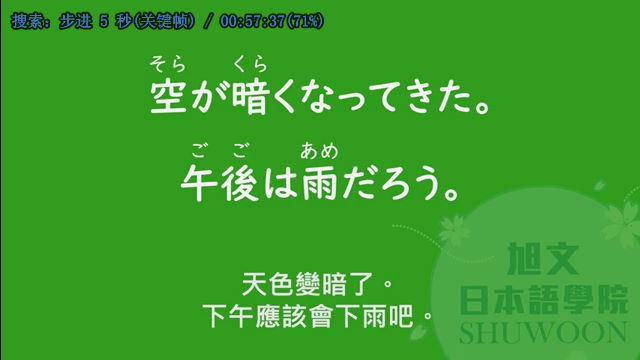 搜索: 步进 5 秒(关键帧) / 00:57:37(71%)
そら くら
空が暗くなってきた。
ごご あめ
午後は雨だろう。
天色變暗了。
下午應該會下雨吧。
旭文
日本語學院
SHUWOON